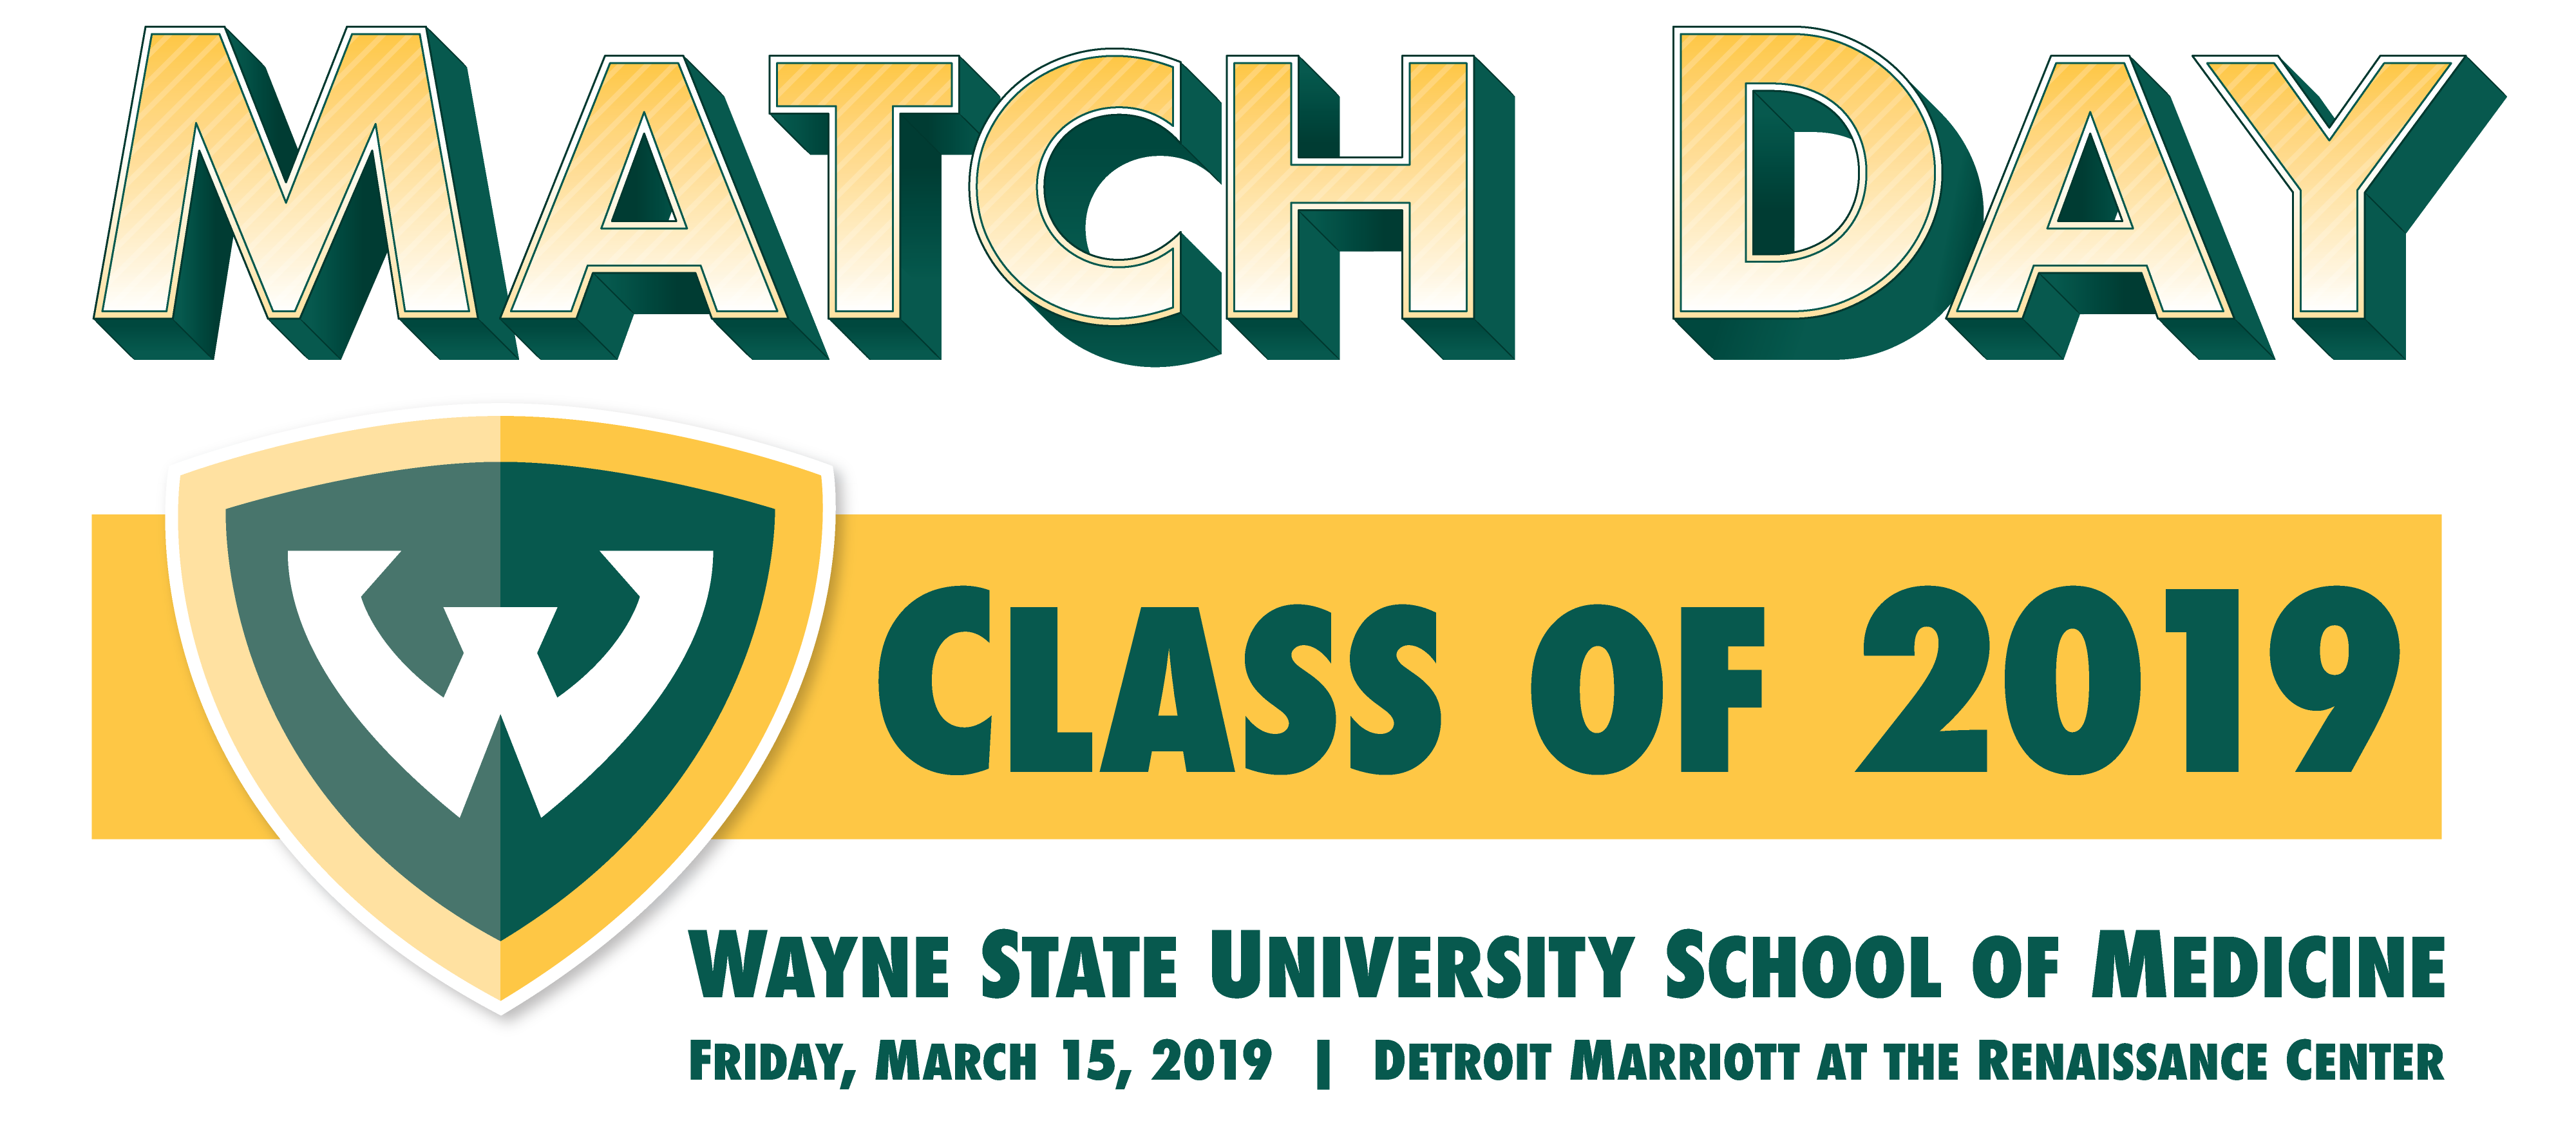 MATCH DAY
W
CLASS OF 2019
WAYNE STATE UNIVERSITY SCHOOL OF MEDICINE
FRIDAY, MARCH 15, 2019 | DETROIT MARRIOTT AT THE RENAISSANCE CENTER